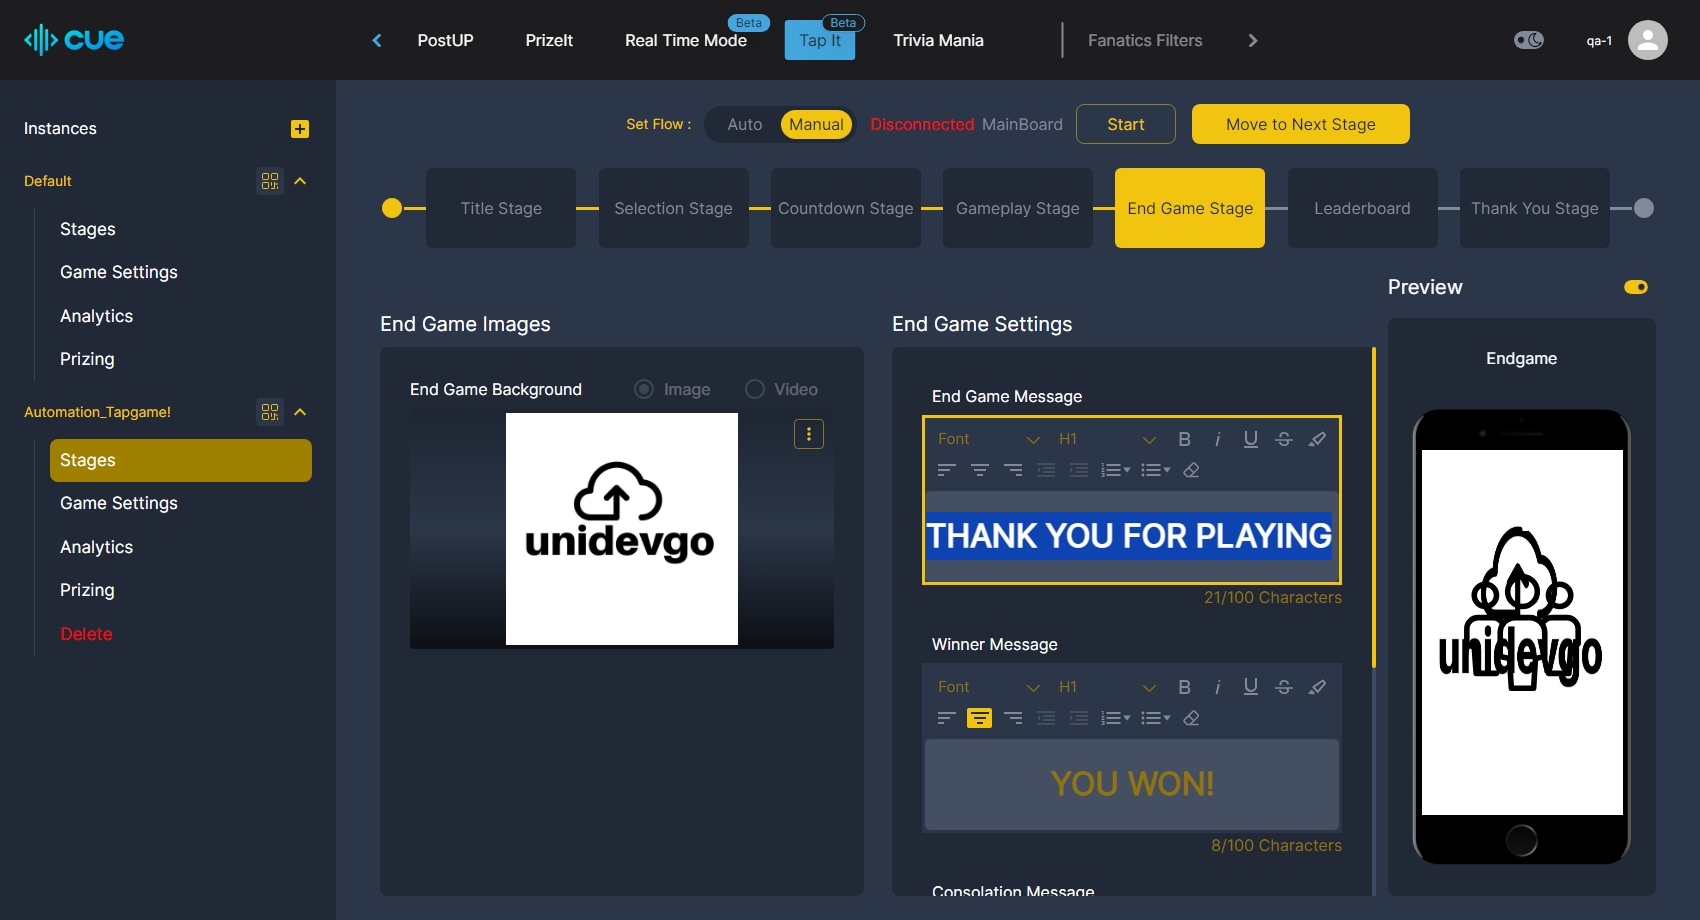 cue
PostUP
PrizeIt
Real Time Mode
Beta
Tap It
Beta
Trivia Mania
Fanatics Filters
qa-1
Instances
Default
Stages
Game Settings
Analytics
Prizing
Automation_Tapgame!
Stages
Game Settings
Analytics
Prizing
Delete
Set Flow :
Auto
Manual
Disconnected MainBoard
Start
Move to Next Stage
Title Stage
Selection Stage
Countdown Stage
Gameplay Stage
End Game Stage
Leaderboard
Thank You Stage
End Game Images
End Game Background
Image
Video
unidevgo
End Game Settings
End Game Message
Font
H1
B
i
U
S
THANK YOU FOR PLAYING
21/100 Characters
Winner Message
Font
H1
B
i
U
S
YOU WON!
8/100 Characters
Consolation Message
Preview
Endgame
unidevgo